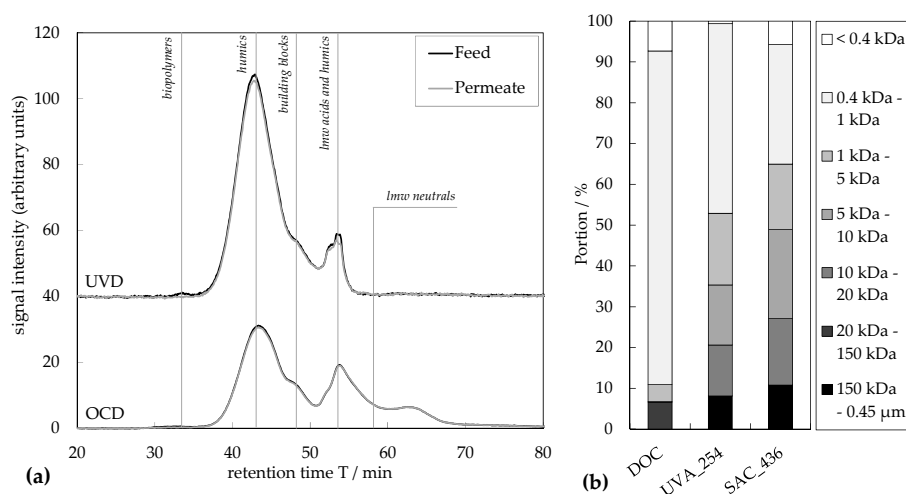 120
100
80
60
40
20
0
signal intensity (arbitrary units)
20 30 40 50 60 70 80
retention time T / min
biopolymers
humics
building blocks
lmw acids and humics
lmw neutrals
Feed
Permeate
UVD
OCD
(a)
100
90
80
70
60
50
40
30
20
10
0
Portion / %
DOC
UVA_254
SAC_436
< 0.4 kDa
0.4 kDa -
1 kDa
1 kDa -
5 kDa
5 kDa -
10 kDa
10 kDa -
20 kDa
20 kDa -
150 kDa
150 kDa
- 0.45 µm
(b)